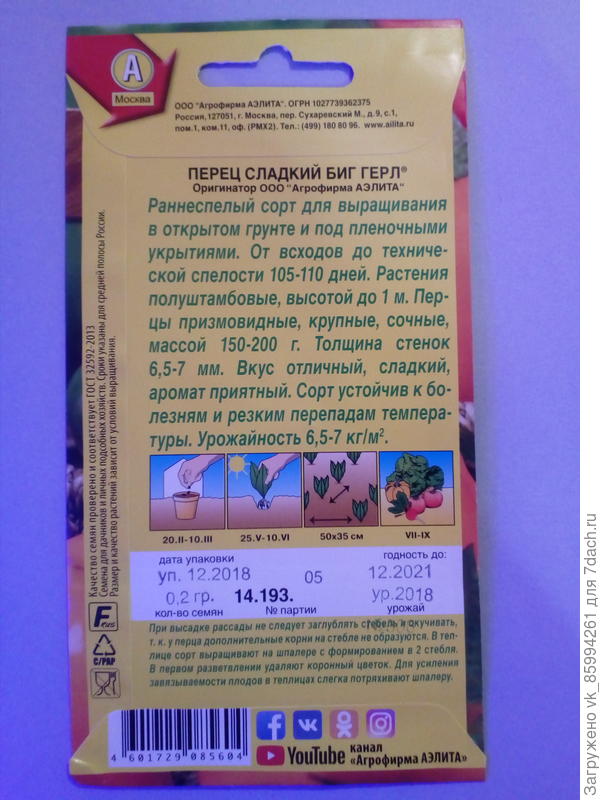 А
Москва
ООО "Агрофирма АЭЛИТА". ОГРН 1027739362375
Россия,127051, г. Москва, пер. Сухаревский М., д.9, с.1,
пом.1, ком.11, оф. (РМХ2). Тел.: (499) 180 80 96. www.ailita.ru
ПЕРЕЦ СЛАДКИЙ БИГ ГЕРЛ®
Оригинатор ООО "Агрофирма АЭЛИТА"
Раннеспелый сорт для выращивания
в открытом грунте и под пленочными
укрытиями. От всходов до техниче-
ской спелости 105-110 дней. Растения
полуштамбовые, высотой до 1 м. Пер-
цы призмовидные, крупные, сочные,
массой 150-200 г. Толщина стенок
6,5-7 мм. Вкус отличный, сладкий,
аромат приятный. Сорт устойчив к бо-
лезням и резким перепадам темпера-
туры. Урожайность 6,5-7 кг/м².
20.II-10.III
25.V-10.VI
50х35 см
VII-IX
дата упаковки
годность до:
уп. 12.2018
05
12.2021
0,2 гр.
14.193.
ур.2018
кол-во семян
№ партии
урожай
При высадке рассады не следует заглублять стебель и окучивать,
т. к. у перца дополнительные корни на стебле не образуются. В теп-
лице сорт выращивают на шпалере с формированием в 2 стебля.
В первом разветвлении удаляют коронный цветок. Для усиления
завязываемости плодов в теплицах слегка потряхивают шпалеру.
Качество семян проверено и соответствует ГОСТ 32592-2013
Семена для дачников и личных подсобных хозяйств. Сроки указаны для средней полосы России.
Размер и качество растений зависит от условий выращивания.
C/PAP
4 601729 085604
YouTube канал
«Агрофирма АЭЛИТА»
Загружено vk_85994261 для 7dach.ru